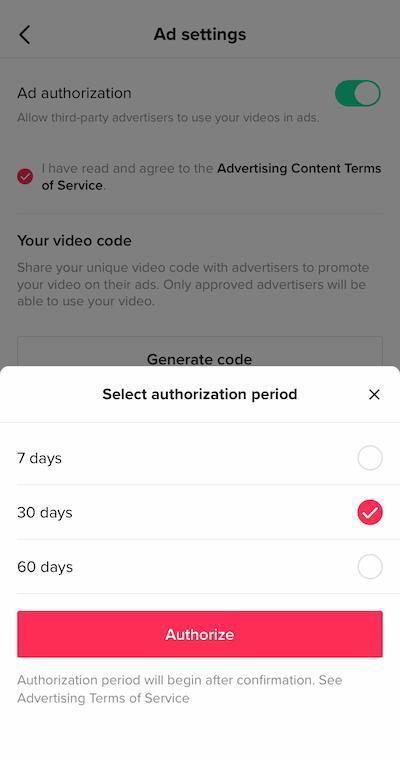 Ad settings
Ad authorization
Allow third-party advertisers to use your videos in ads.
I have read and agree to the Advertising Content Terms
of Service.
Your video code
Share your unique video code with advertisers to promote
your video on their ads. Only approved advertisers will be
able to use your video.
Generate code
Select authorization period
7 days
30 days
60 days
Authorize
Authorization period will begin after confirmation. See
Advertising Terms of Service